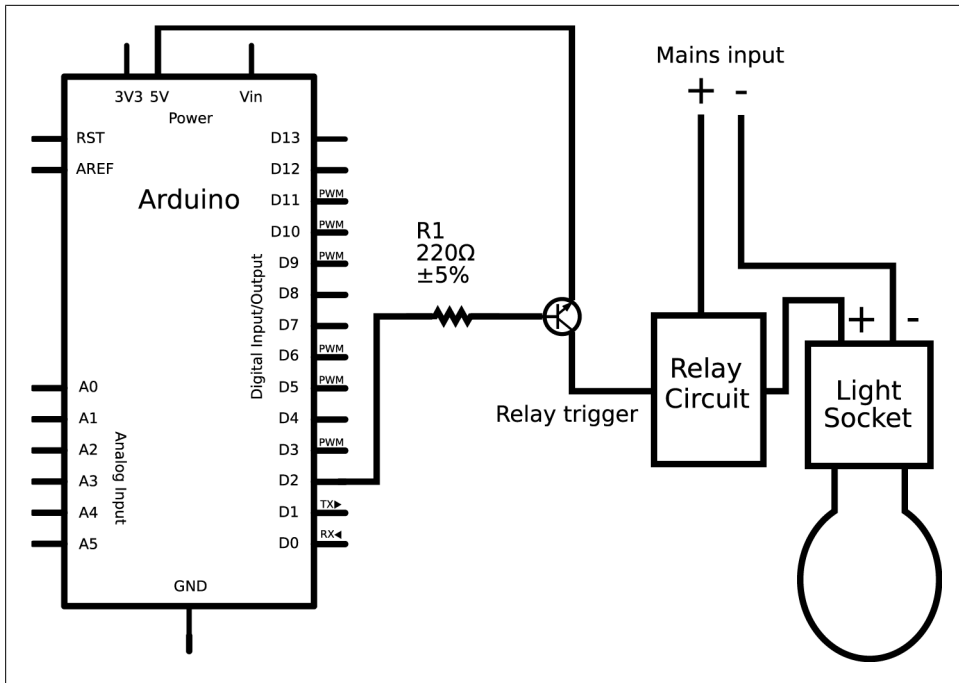 Mains input
+ -
3V3 5V Vin
Power
RST
AREF
Arduino
D13
D12
D11 PWM
D10 PWM
D9 PWM
D8
D7
D6 PWM
D5 PWM
D4
D3 PWM
D2
D1 TX▶
D0 RX◀
Digital Input/Output
A0
A1
A2
A3
A4
A5
Analog Input
GND
R1
220Ω
±5%
Relay trigger
Relay
Circuit
+ -
Light
Socket